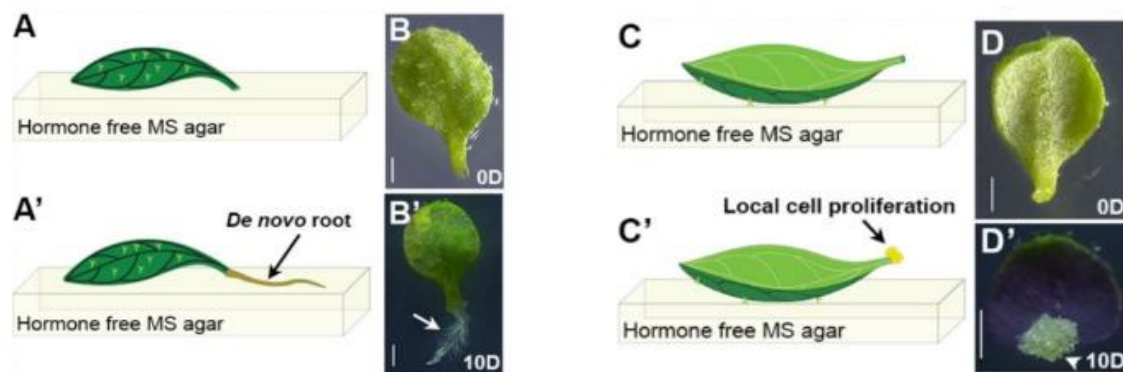 A
Hormone free MS agar
B
0D
A'
De novo root
Hormone free MS agar
B'
10D
C
Hormone free MS agar
D
0D
C'
Local cell proliferation
Hormone free MS agar
D'
10D